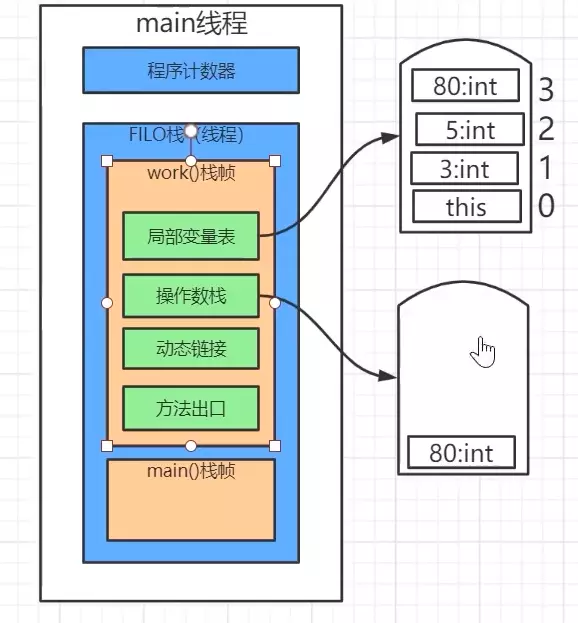 main线程
程序计数器
FILO栈 (线程)
work()栈帧
局部变量表
操作数栈
动态链接
方法出口
main()栈帧
80:int 3
5:int 2
3:int 1
this 0
80:int